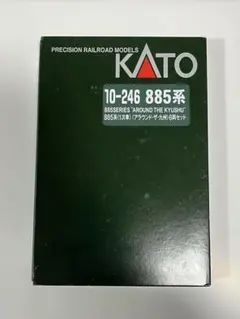 PRECISION RAILROAD MODELS
KATO
10-246 885系
885SERIES "AROUND THE KYUSHU"
885系(1次車)〈アラウンド・ザ・九州〉6両セット